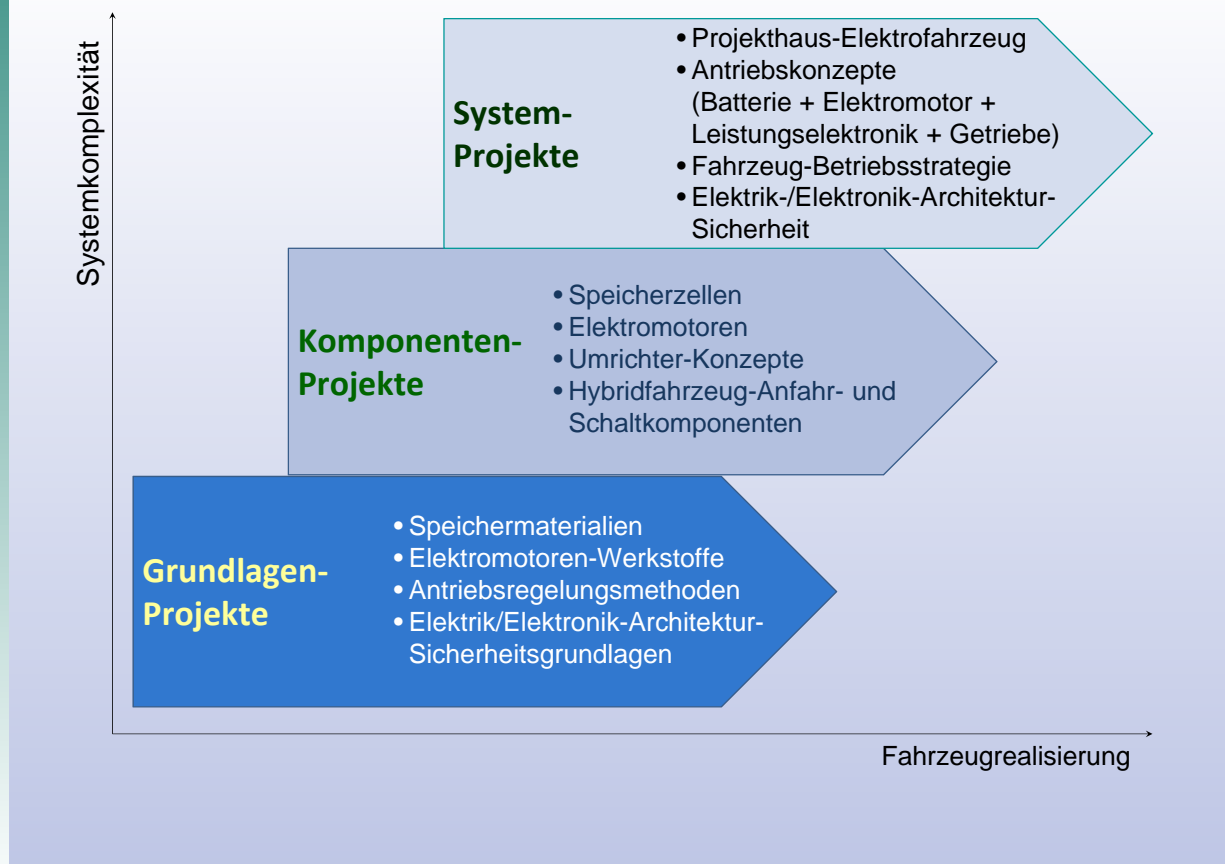 Systemkomplexität
System-
Projekte
• Projekthaus-Elektrofahrzeug
• Antriebskonzepte
(Batterie + Elektromotor +
Leistungselektronik + Getriebe)
• Fahrzeug-Betriebsstrategie
• Elektrik-/Elektronik-Architektur-
Sicherheit
Komponenten-
Projekte
• Speicherzellen
• Elektromotoren
• Umrichter-Konzepte
• Hybridfahrzeug-Anfahr- und
Schaltkomponenten
Grundlagen-
Projekte
• Speichermaterialien
• Elektromotoren-Werkstoffe
• Antriebsregelungsmethoden
• Elektrik/Elektronik-Architektur-
Sicherheitsgrundlagen
Fahrzeugrealisierung